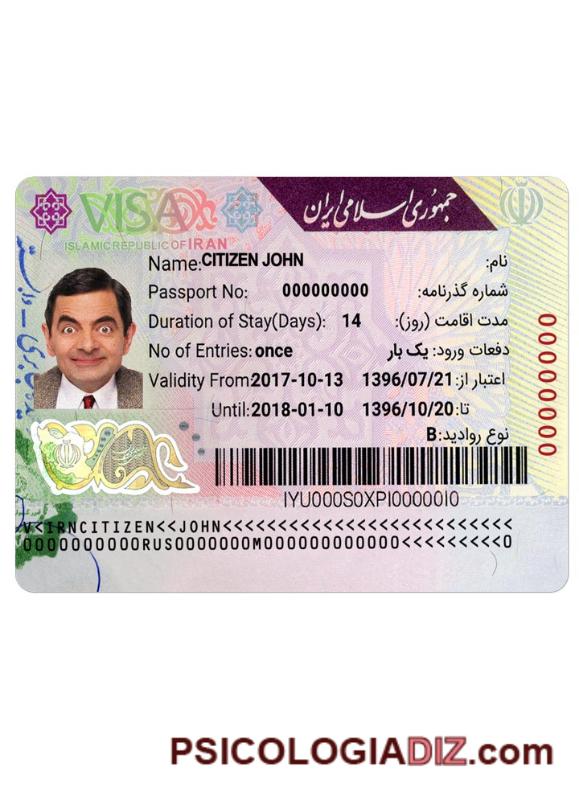 VISA
جمهوری اسلامی ایران
ISLAMIC REPUBLIC OF IRAN
Name: CITIZEN JOHN نام:
Passport No: 000000000 شماره گذرنامه:
Duration of Stay(Days): 14 مدت اقامت (روز):
No of Entries: once دفعات ورود: یک بار
Validity From 2017-10-13 اعتبار از: 1396/07/21
Until: 2018-01-10 تا: 1396/10/20
نوع روادید: B
00000000
IYU000S0XPI00000I0
V<IRNCITIZEN<<JOHN<<<<<<<<<<<<<<<<<<<<<<<<<<
0000000000RUS0000000M000000000000<<<<<<<<<0
PSICOLOGIADIZ.com